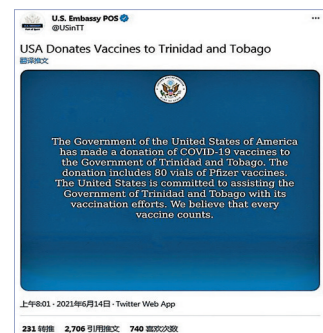 U.S. Embassy POS
@USinTT
USA Donates Vaccines to Trinidad and Tobago
翻译推文
The Government of the United States of America
has made a donation of COVID-19 vaccines to
the Government of Trinidad and Tobago. The
donation includes 80 vials of Pfizer vaccines.
The United States is committed to assisting the
Government of Trinidad and Tobago with its
vaccination efforts. We believe that every
vaccine counts.
上午8:01 · 2021年6月14日 · Twitter Web App
231 转推 2,706 引用推文 740 喜欢次数